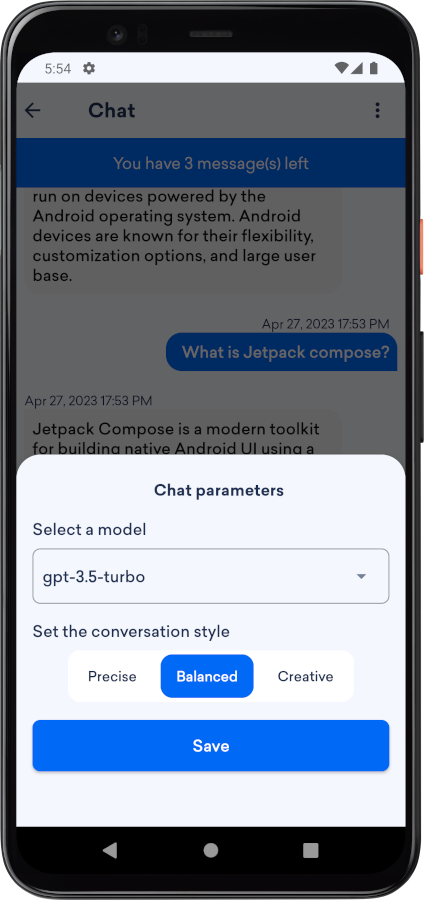 5:54
Chat
You have 3 message(s) left
run on devices powered by the
Android operating system. Android
devices are known for their flexibility,
customization options, and large user
base.
Apr 27, 2023 17:53 PM
What is Jetpack compose?
Apr 27, 2023 17:53 PM
Jetpack Compose is a modern toolkit
for building native Android UI using a
Chat parameters
Select a model
gpt-3.5-turbo
Set the conversation style
Precise Balanced Creative
Save